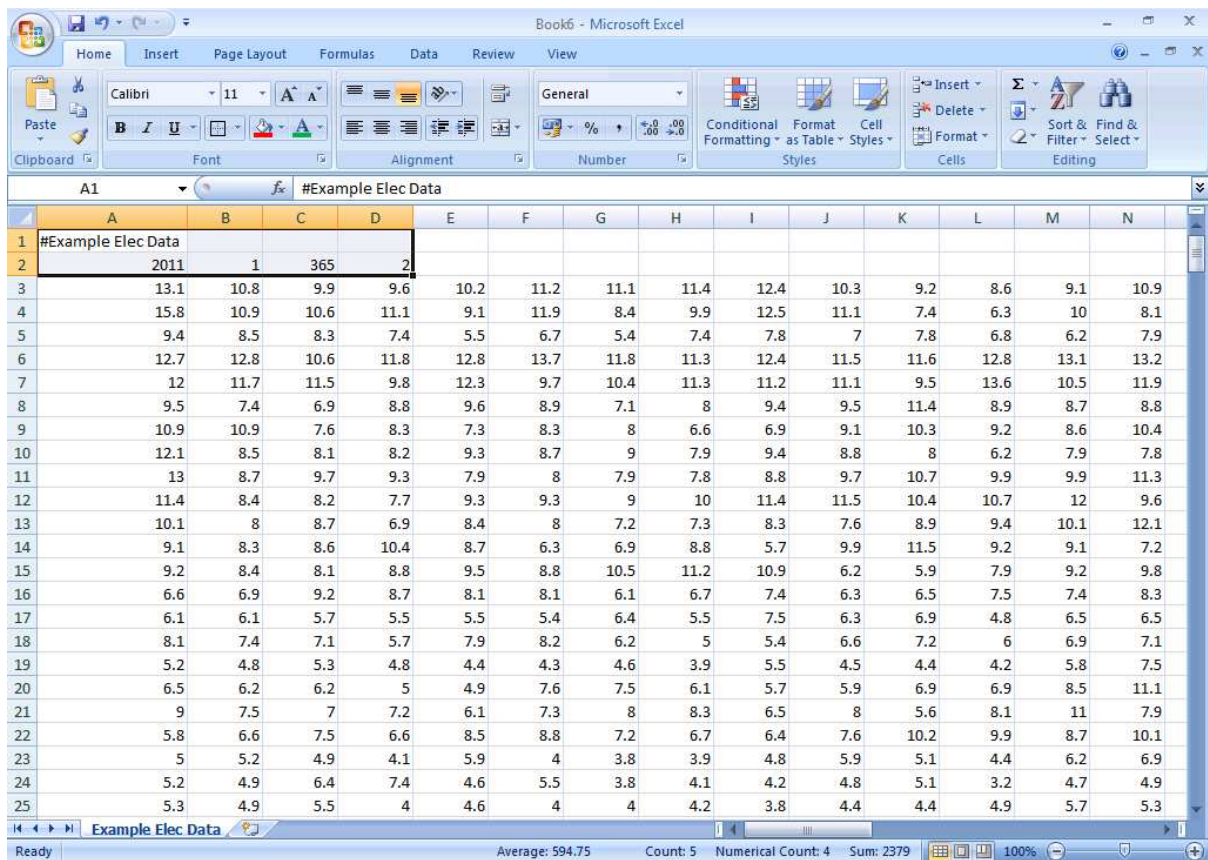 Book6 - Microsoft Excel
Home Insert Page Layout Formulas Data Review View
Calibri 11 A A General Insert Σ
Paste B I U A % , .0 .00 .00 .0 Conditional Formatting Format as Table Cell Styles Delete Format Sort & Filter Find & Select
Clipboard Font Alignment Number Styles Cells Editing
A1 fx #Example Elec Data
A B C D E F G H I J K L M N
1 #Example Elec Data
2 2011 1 365 2
3 13.1 10.8 9.9 9.6 10.2 11.2 11.1 11.4 12.4 10.3 9.2 8.6 9.1 10.9
4 15.8 10.9 10.6 11.1 9.1 11.9 8.4 9.9 12.5 11.1 7.4 6.3 10 8.1
5 9.4 8.5 8.3 7.4 5.5 6.7 5.4 7.4 7.8 7 7.8 6.8 6.2 7.9
6 12.7 12.8 10.6 11.8 12.8 13.7 11.8 11.3 12.4 11.5 11.6 12.8 13.1 13.2
7 12 11.7 11.5 9.8 12.3 9.7 10.4 11.3 11.2 11.1 9.5 13.6 10.5 11.9
8 9.5 7.4 6.9 8.8 9.6 8.9 7.1 8 9.4 9.5 11.4 8.9 8.7 8.8
9 10.9 10.9 7.6 8.3 7.3 8.3 8 6.6 6.9 9.1 10.3 9.2 8.6 10.4
10 12.1 8.5 8.1 8.2 9.3 8.7 9 7.9 9.4 8.8 8 6.2 7.9 7.8
11 13 8.7 9.7 9.3 7.9 8 7.9 7.8 8.8 9.7 10.7 9.9 9.9 11.3
12 11.4 8.4 8.2 7.7 9.3 9.3 9 10 11.4 11.5 10.4 10.7 12 9.6
13 10.1 8 8.7 6.9 8.4 8 7.2 7.3 8.3 7.6 8.9 9.4 10.1 12.1
14 9.1 8.3 8.6 10.4 8.7 6.3 6.9 8.8 5.7 9.9 11.5 9.2 9.1 7.2
15 9.2 8.4 8.1 8.8 9.5 8.8 10.5 11.2 10.9 6.2 5.9 7.9 9.2 9.8
16 6.6 6.9 9.2 8.7 8.1 8.1 6.1 6.7 7.4 6.3 6.5 7.5 7.4 8.3
17 6.1 6.1 5.7 5.5 5.5 5.4 6.4 5.5 7.5 6.3 6.9 4.8 6.5 6.5
18 8.1 7.4 7.1 5.7 7.9 8.2 6.2 5 5.4 6.6 7.2 6 6.9 7.1
19 5.2 4.8 5.3 4.8 4.4 4.3 4.6 3.9 5.5 4.5 4.4 4.2 5.8 7.5
20 6.5 6.2 6.2 5 4.9 7.6 7.5 6.1 5.7 5.9 6.9 6.9 8.5 11.1
21 9 7.5 7 7.2 6.1 7.3 8 8.3 6.5 8 5.6 8.1 11 7.9
22 5.8 6.6 7.5 6.6 8.5 8.8 7.2 6.7 6.4 7.6 10.2 9.9 8.7 10.1
23 5 5.2 4.9 4.1 5.9 4 3.8 3.9 4.8 5.9 5.1 4.4 6.2 6.9
24 5.2 4.9 6.4 7.4 4.6 5.5 3.8 4.1 4.2 4.8 5.1 3.2 4.7 4.9
25 5.3 4.9 5.5 4 4.6 4 4 4.2 3.8 4.4 4.4 4.9 5.7 5.3
Example Elec Data
Ready Average: 594.75 Count: 5 Numerical Count: 4 Sum: 2379 100%